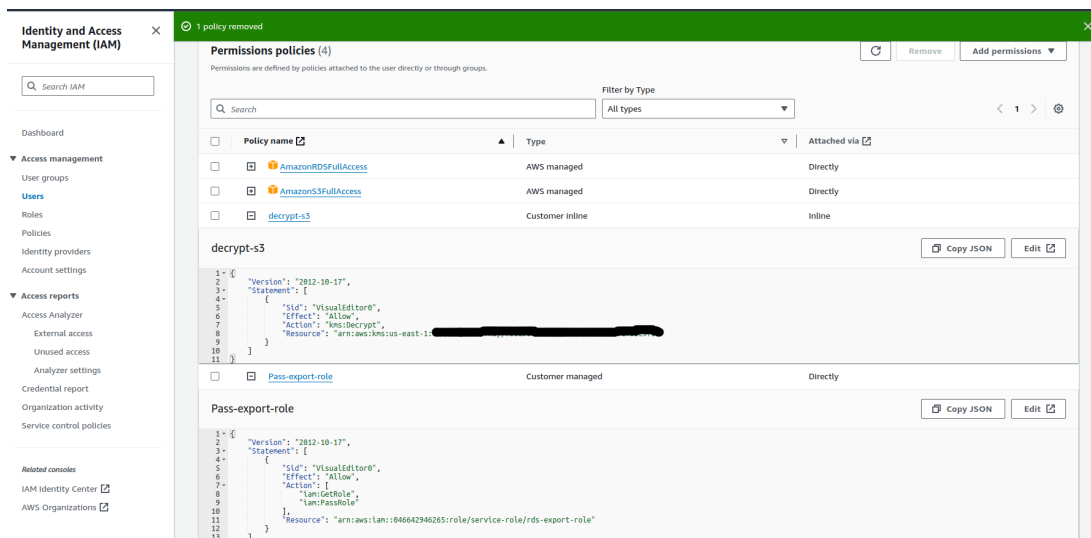 Identity and Access Management (IAM)
1 policy removed
Search IAM
Dashboard
Access management
User groups
Users
Roles
Policies
Identity providers
Account settings
Access reports
Access Analyzer
External access
Unused access
Analyzer settings
Credential report
Organization activity
Service control policies
Related consoles
IAM Identity Center
AWS Organizations
Permissions policies (4)
Remove
Add permissions
Permissions are defined by policies attached to the user directly or through groups.
Filter by Type
Search
All types
1
Policy name
Type
Attached via
AmazonRDSFullAccess
AWS managed
Directly
AmazonS3FullAccess
AWS managed
Directly
decrypt-s3
Customer inline
Inline
decrypt-s3
Copy JSON
Edit
1 {
2 "Version": "2012-10-17",
3 "Statement": [
4 {
5 "Sid": "VisualEditor0",
6 "Effect": "Allow",
7 "Action": "kms:Decrypt",
8 "Resource": "arn:aws:kms:us-east-1:
9 }
10 ]
11 }
Pass-export-role
Customer managed
Directly
Pass-export-role
Copy JSON
Edit
1 {
2 "Version": "2012-10-17",
3 "Statement": [
4 {
5 "Sid": "VisualEditor0",
6 "Effect": "Allow",
7 "Action": [
8 "iam:GetRole",
9 "iam:PassRole"
10 ],
11 "Resource": "arn:aws:iam::046642946265:role/service-role/rds-export-role"
12 }
13 ]